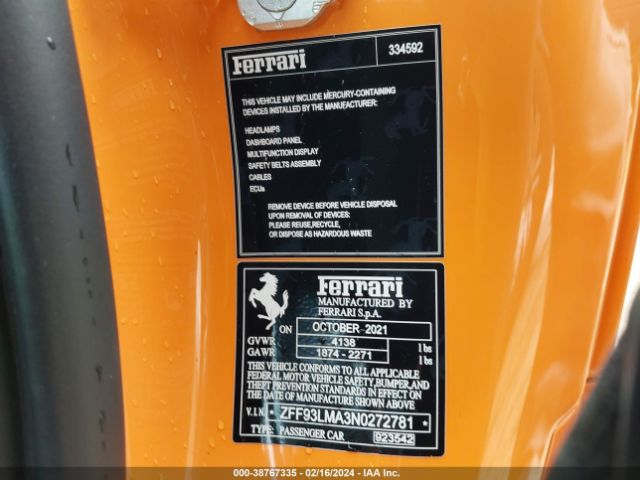 Ferrari 334592
THIS VEHICLE MAY INCLUDE MERCURY-CONTAINING
DEVICES INSTALLED BY THE MANUFACTURER:
HEADLAMPS
DASHBOARD PANEL
MULTIFUNCTION DISPLAY
SAFETY BELTS ASSEMBLY
CABLES
ECUs
REMOVE DEVICE BEFORE VEHICLE DISPOSAL
UPON REMOVAL OF DEVICES:
PLEASE REUSE,RECYCLE,
OR DISPOSE AS HAZARDOUS WASTE
Ferrari
MANUFACTURED BY
FERRARI S.p.A.
ON OCTOBER 2021
GVWR 4138 lbs
GAWR 1874 - 2271 lbs
THIS VEHICLE CONFORMS TO ALL APPLICABLE
FEDERAL MOTOR VEHICLE SAFETY,BUMPER,AND
THEFT PREVENTION STANDARDS IN EFFECT ON
THE DATE OF MANUFACTURE SHOWN ABOVE
V.I.N. * ZFF93LMA3N0272781 *
TYPE: PASSENGER CAR 923542
000-38767335 - 02/16/2024 - IAA Inc.